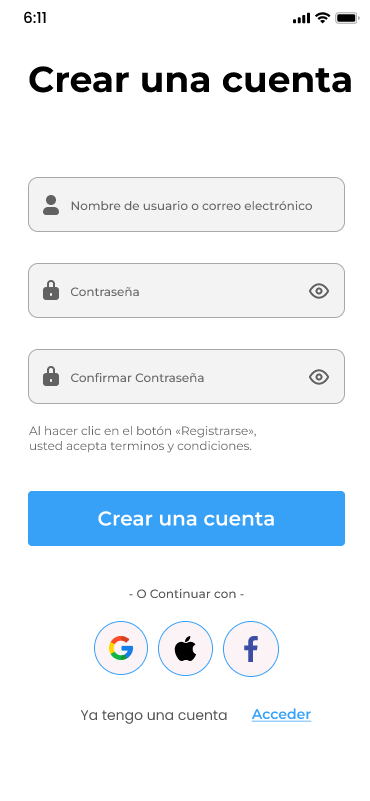 6:11
Crear una cuenta
Nombre de usuario o correo electrónico
Contraseña
Confirmar Contraseña
Al hacer clic en el botón «Registrarse»,
usted acepta terminos y condiciones.
Crear una cuenta
- O Continuar con -
Ya tengo una cuenta Acceder